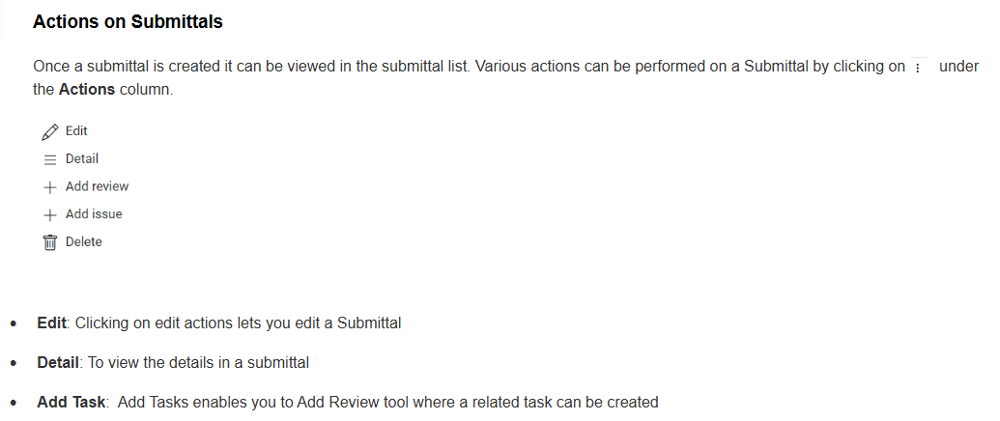 Actions on Submittals
Once a submittal is created it can be viewed in the submittal list. Various actions can be performed on a Submittal by clicking on ⋮ under
the Actions column.
Edit
Detail
Add review
Add issue
Delete
• Edit: Clicking on edit actions lets you edit a Submittal
• Detail: To view the details in a submittal
• Add Task: Add Tasks enables you to Add Review tool where a related task can be created